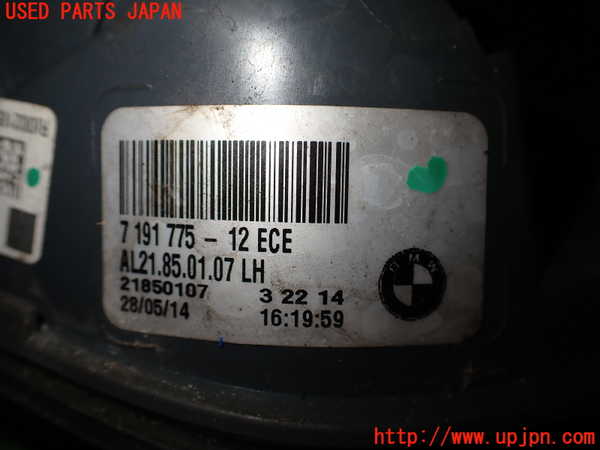 USED PARTS JAPAN
7 191 775 - 12 ECE
AL21.85.01.07 LH
21850107 3 22 14
28/05/14 16:19:59
BMW
http://www.upjpn.com/